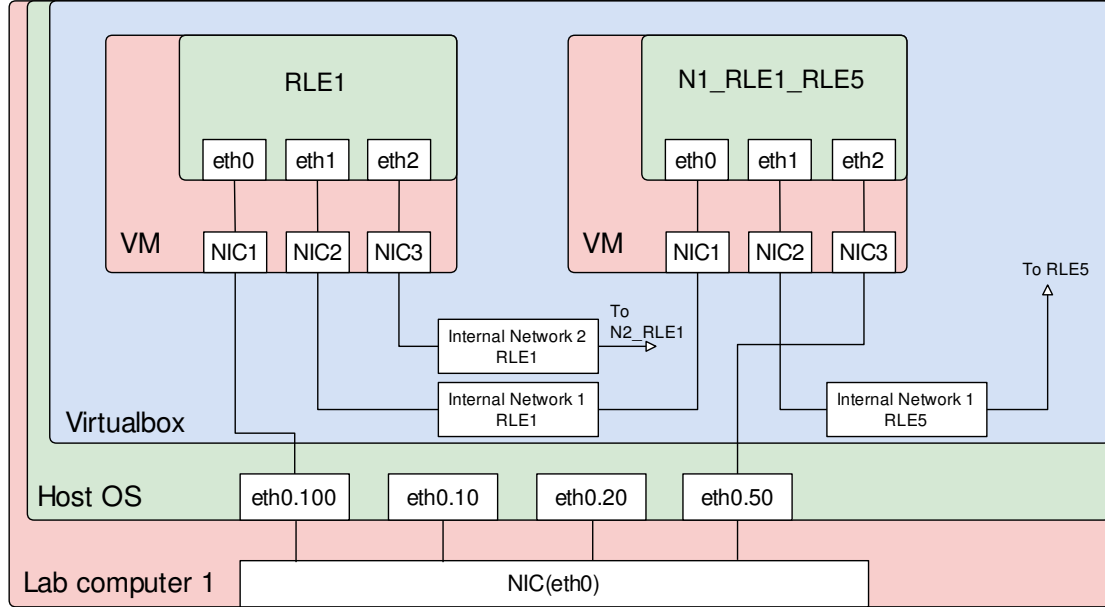 RLE1
N1_RLE1_RLE5
eth0
eth1
eth2
eth0
eth1
eth2
VM
NIC1
NIC2
NIC3
VM
NIC1
NIC2
NIC3
To RLE5
To
N2_RLE1
Internal Network 2
RLE1
Internal Network 1
RLE1
Internal Network 1
RLE5
Virtualbox
Host OS
eth0.100
eth0.10
eth0.20
eth0.50
Lab computer 1
NIC(eth0)